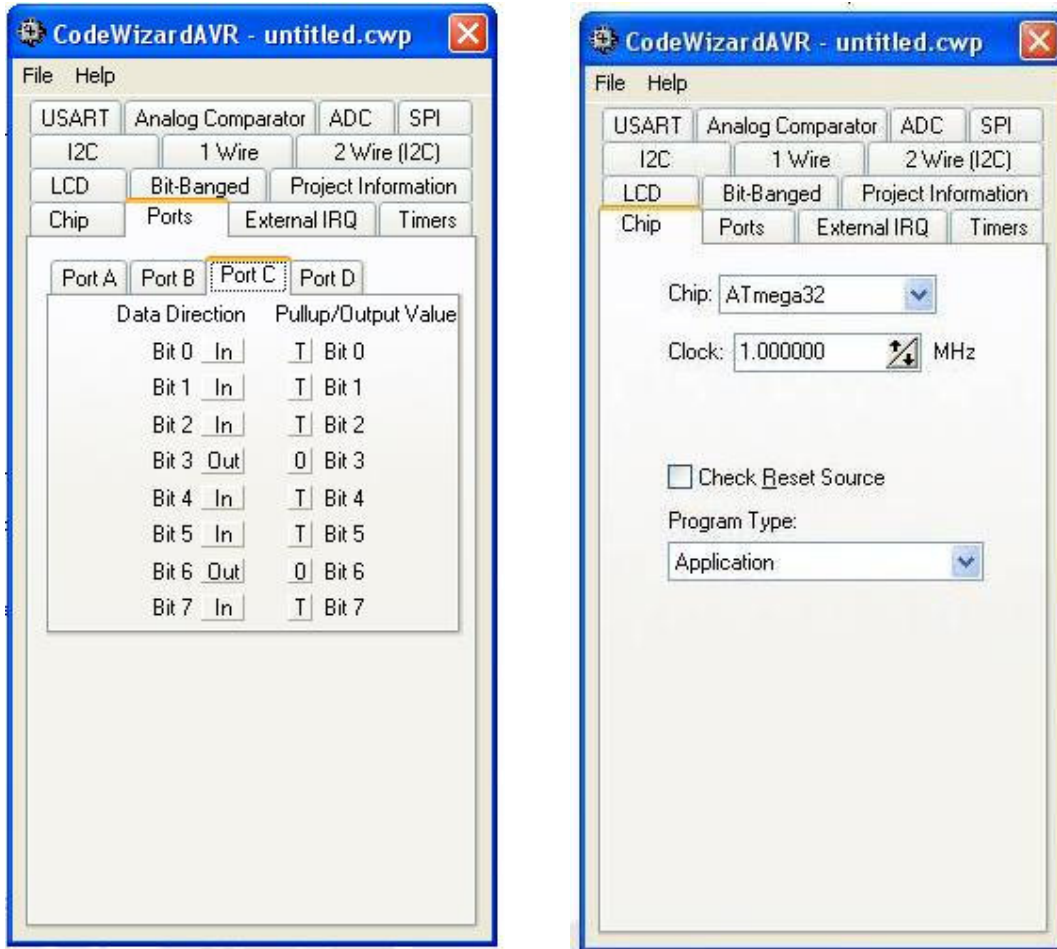 CodeWizardAVR - untitled.cwp
File Help
USART Analog Comparator ADC SPI
I2C 1 Wire 2 Wire (I2C)
LCD Bit-Banged Project Information
Chip Ports External IRQ Timers
Port A Port B Port C Port D
Data Direction Pullup/Output Value
Bit 0 In T Bit 0
Bit 1 In T Bit 1
Bit 2 In T Bit 2
Bit 3 Out 0 Bit 3
Bit 4 In T Bit 4
Bit 5 In T Bit 5
Bit 6 Out 0 Bit 6
Bit 7 In T Bit 7
CodeWizardAVR - untitled.cwp
File Help
USART Analog Comparator ADC SPI
I2C 1 Wire 2 Wire (I2C)
LCD Bit-Banged Project Information
Chip Ports External IRQ Timers
Chip: ATmega32
Clock: 1.000000 MHz
Check Reset Source
Program Type:
Application